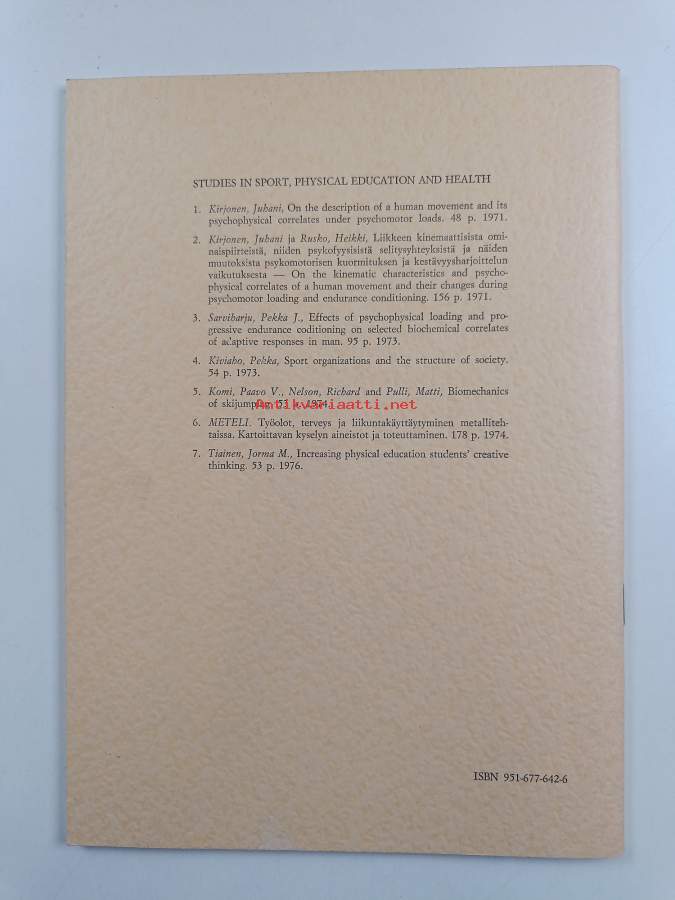 STUDIES IN SPORT, PHYSICAL EDUCATION AND HEALTH
1. Kirjonen, Juhani, On the description of a human movement and its
psychophysical correlates under psychomotor loads. 48 p. 1971.
2. Kirjonen, Juhani ja Rusko, Heikki, Liikkeen kinemaattisista omi-
naispiirteistä, niiden psykofyysisistä selitysyhteyksistä ja näiden
muutoksista psykomotorisen kuormituksen ja kestävyysharjoittelun
vaikutuksesta — On the kinematic characteristics and psycho-
physical correlates of a human movement and their changes during
psychomotor loading and endurance conditioning. 156 p. 1971.
3. Sarviharju, Pekka J., Effects of psychophysical loading and pro-
gressive endurance coditioning on selected biochemical correlates
of adaptive responses in man. 95 p. 1973.
4. Kiviaho, Pekka, Sport organizations and the structure of society.
54 p. 1973.
5. Komi, Paavo V., Nelson, Richard and Pulli, Matti, Biomechanics
of skijumping. 53 p. 1974.
Antikvariaatti.net
6. METELI. Työolot, terveys ja liikuntakäyttäytyminen metalliteh-
taissa. Kartoittavan kyselyn aineistot ja toteuttaminen. 178 p. 1974.
7. Tiainen, Jorma M., Increasing physical education students' creative
thinking. 53 p. 1976.
ISBN 951-677-642-6